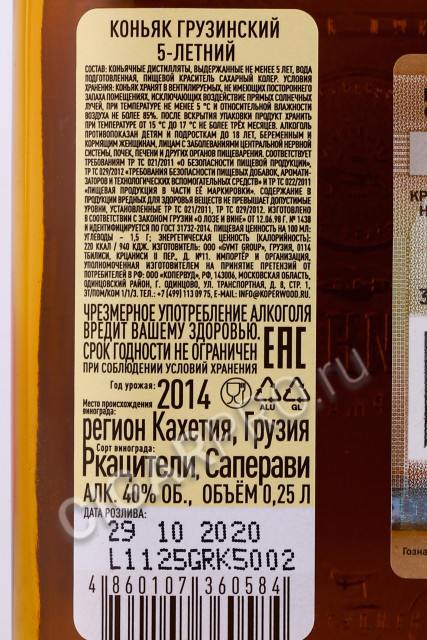 КОНЬЯК ГРУЗИНСКИЙ
5-ЛЕТНИЙ
СОСТАВ: КОНЬЯЧНЫЕ ДИСТИЛЛЯТЫ, ВЫДЕРЖАННЫЕ НЕ МЕНЕЕ 5 ЛЕТ, ВОДА
ПОДГОТОВЛЕННАЯ, ПИЩЕВОЙ КРАСИТЕЛЬ САХАРНЫЙ КОЛЕР. УСЛОВИЯ
ХРАНЕНИЯ: КОНЬЯК ХРАНЯТ В ВЕНТИЛИРУЕМЫХ, НЕ ИМЕЮЩИХ ПОСТОРОННЕГО
ЗАПАХА ПОМЕЩЕНИЯХ, ИСКЛЮЧАЮЩИХ ВОЗДЕЙСТВИЕ ПРЯМЫХ СОЛНЕЧНЫХ
ЛУЧЕЙ, ПРИ ТЕМПЕРАТУРЕ НЕ МЕНЕЕ 5 °С И ОТНОСИТЕЛЬНОЙ ВЛАЖНОСТИ
ВОЗДУХА НЕ БОЛЕЕ 85%. ПОСЛЕ ВСКРЫТИЯ УПАКОВКИ ПРОДУКТ ХРАНИТЬ
ПРИ ТЕМПЕРАТУРЕ ОТ 15 °С ДО 17 °С НЕ БОЛЕЕ ТРЁХ МЕСЯЦЕВ. АЛКОГОЛЬ
ПРОТИВОПОКАЗАН ДЕТЯМ И ПОДРОСТКАМ ДО 18 ЛЕТ, БЕРЕМЕННЫМ И
КОРМЯЩИМ ЖЕНЩИНАМ, ЛИЦАМ С ЗАБОЛЕВАНИЯМИ ЦЕНТРАЛЬНОЙ НЕРВНОЙ
СИСТЕМЫ, ПОЧЕК, ПЕЧЕНИ И ДРУГИХ ОРГАНОВ ПИЩЕВАРЕНИЯ. СООТВЕТСТВУЕТ
ТРЕБОВАНИЯМ ТР ТС 021/2011 «О БЕЗОПАСНОСТИ ПИЩЕВОЙ ПРОДУКЦИИ»,
ТР ТС 029/2012 «ТРЕБОВАНИЯ БЕЗОПАСНОСТИ ПИЩЕВЫХ ДОБАВОК, АРОМАТИ-
ЗАТОРОВ И ТЕХНОЛОГИЧЕСКИХ ВСПОМОГАТЕЛЬНЫХ СРЕДСТВ» И ТР ТС 022/2011
«ПИЩЕВАЯ ПРОДУКЦИЯ В ЧАСТИ ЕЁ МАРКИРОВКИ». СОДЕРЖАНИЕ В
ПРОДУКЦИИ ВРЕДНЫХ ДЛЯ ЗДОРОВЬЯ ВЕЩЕСТВ НЕ ПРЕВЫШАЕТ ДОПУСТИМЫЕ
УРОВНИ, УСТАНОВЛЕННЫЕ ТР ТС 021/2011, ТР ТС 029/2012. ИЗГОТОВЛЕНО
В СООТВЕТСТВИИ С ЗАКОНОМ ГРУЗИИ «О ЛОЗЕ И ВИНЕ» ОТ 12.06.98 Г. № 1438
И ИДЕНТИФИЦИРУЕТСЯ ПО ГОСТ 31732-2014. ПИЩЕВАЯ ЦЕННОСТЬ НА 100 МЛ:
УГЛЕВОДЫ - 1,5 Г; ЭНЕРГЕТИЧЕСКАЯ ЦЕННОСТЬ (КАЛОРИЙНОСТЬ):
220 ККАЛ / 940 КДЖ. ИЗГОТОВИТЕЛЬ: ООО «GVMT GROUP», ГРУЗИЯ, 0114
ТБИЛИСИ, КРЦАНИСИ В ПЕР., Д. №11. ИМПОРТЁР И ОРГАНИЗАЦИЯ,
УПОЛНОМОЧЕННАЯ ИЗГОТОВИТЕЛЕМ НА ПРИНЯТИЕ ПРЕТЕНЗИЙ ОТ
ПОТРЕБИТЕЛЕЙ В РФ: ООО «КОПЕРВУД», РФ, 143006, МОСКОВСКАЯ ОБЛАСТЬ,
ОДИНЦОВСКИЙ РАЙОН, Г. ОДИНЦОВО, УЛ. ТРАНСПОРТНАЯ, Д. 8, СТР. 1,
ЭТ/ПОМ/КОМ 1/1/3. ТЕЛ.: +7 (499) 113 09 75, E-MAIL: INFO@KOPERWOOD.RU.
ЧРЕЗМЕРНОЕ УПОТРЕБЛЕНИЕ АЛКОГОЛЯ
ВРЕДИТ ВАШЕМУ ЗДОРОВЬЮ.
СРОК ГОДНОСТИ НЕ ОГРАНИЧЕН
ПРИ СОБЛЮДЕНИИ УСЛОВИЙ ХРАНЕНИЯ
ЕАС
Год урожая: 2014
ALU GL
Место происхождения
винограда:
регион Кахетия, Грузия
Сорт винограда:
Ркацители, Саперави
АЛК. 40% ОБ., ОБЪЁМ 0,25 Л
ДАТА РОЗЛИВА:
29 10 2020
L1125GRK5002
4 860107 360584
КР
Н
3
Гозна